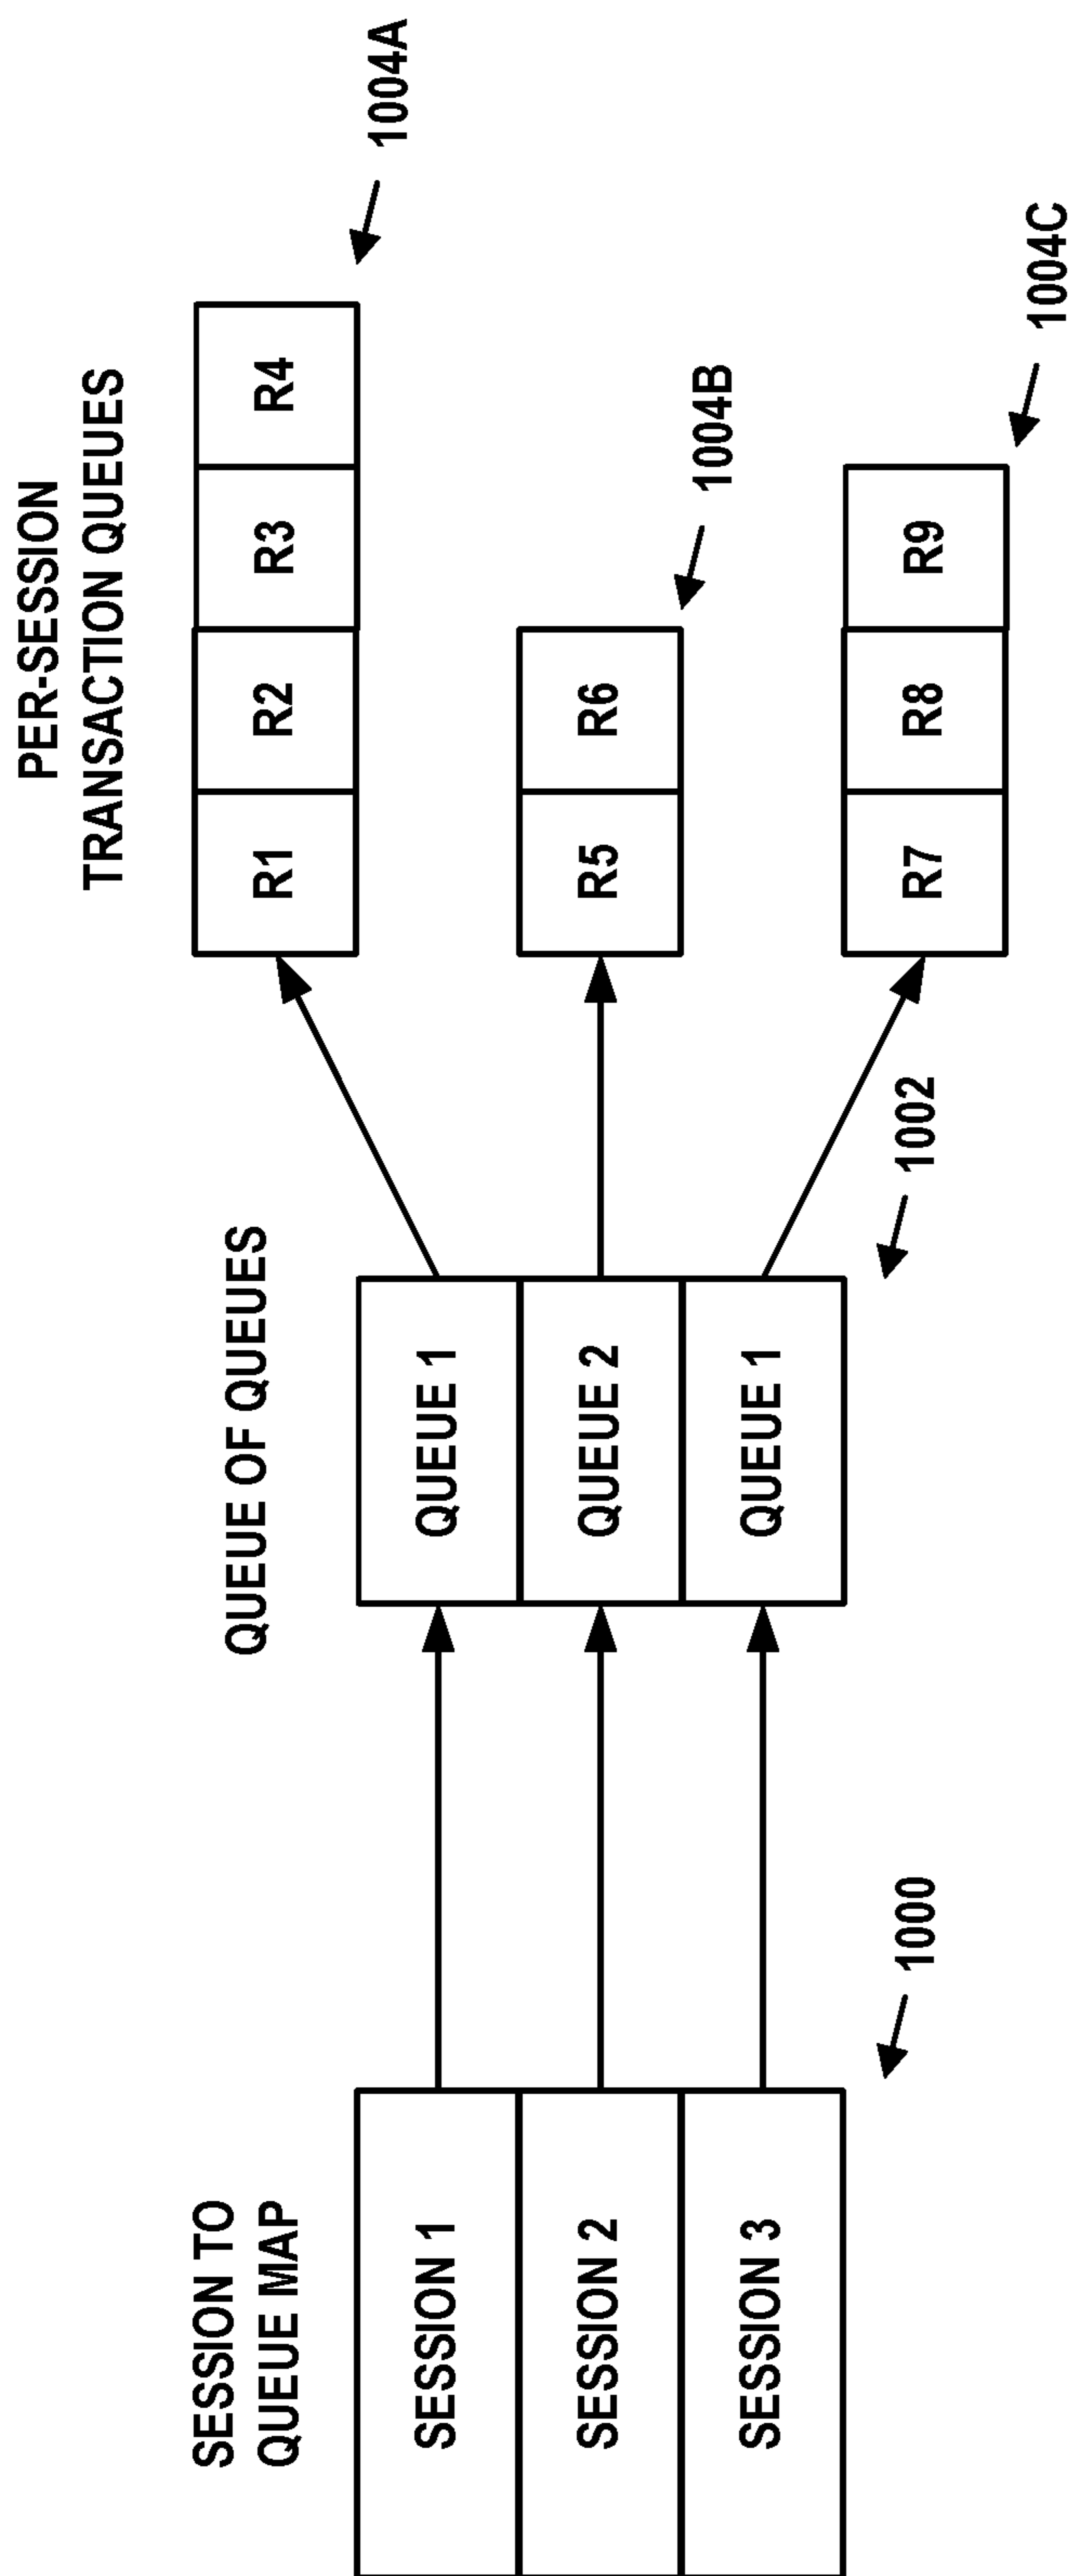 SESSION TO
QUEUE MAP
SESSION 1
SESSION 2
SESSION 3
1000
QUEUE OF QUEUES
QUEUE 1
QUEUE 2
QUEUE 1
1002
PER-SESSION
TRANSACTION QUEUES
R1 R2 R3 R4
1004A
R5 R6
1004B
R7 R8 R9
1004C